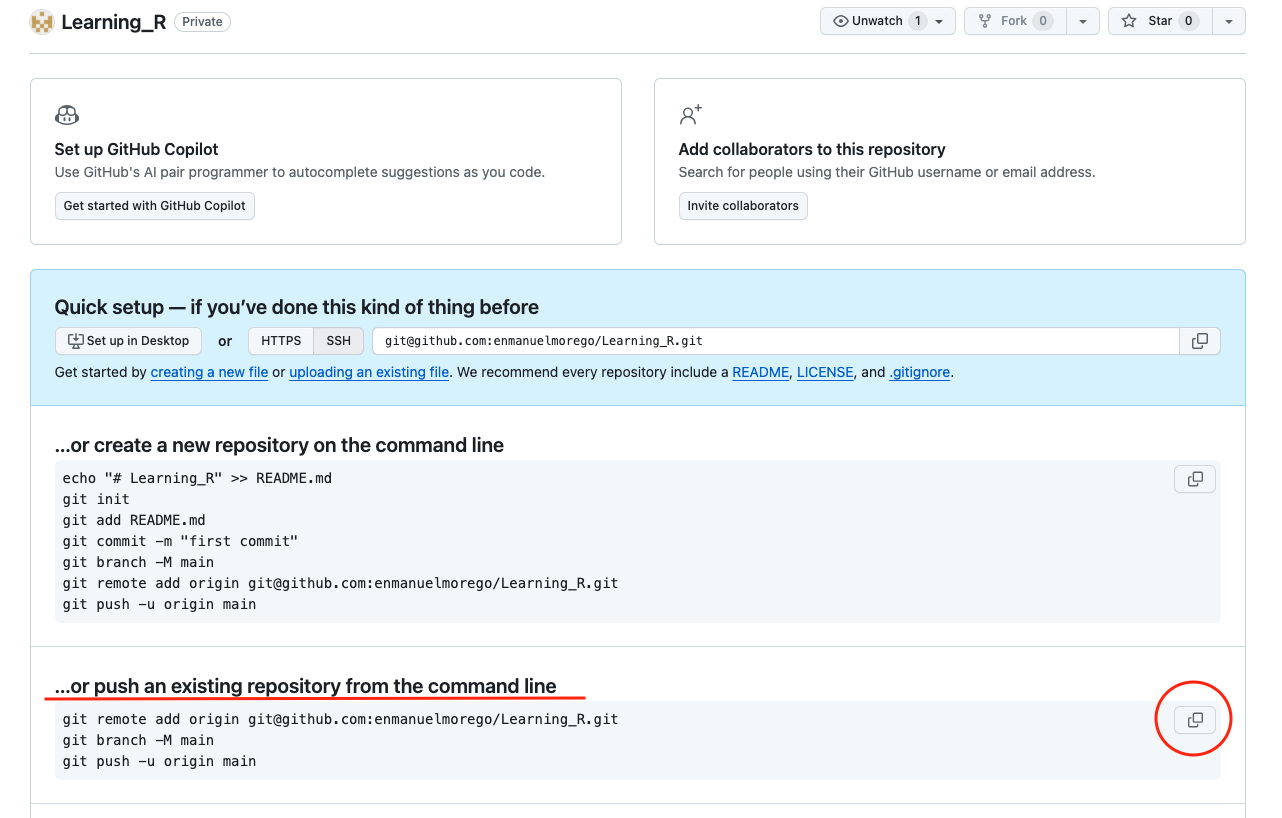 Learning_R Private Unwatch 1 Fork 0 Star 0
Set up GitHub Copilot
Use GitHub's AI pair programmer to autocomplete suggestions as you code.
Get started with GitHub Copilot
Add collaborators to this repository
Search for people using their GitHub username or email address.
Invite collaborators
Quick setup — if you’ve done this kind of thing before
Set up in Desktop or HTTPS SSH git@github.com:enmanuelmorego/Learning_R.git
Get started by creating a new file or uploading an existing file. We recommend every repository include a README, LICENSE, and .gitignore.
…or create a new repository on the command line
echo "# Learning_R" >> README.md
git init
git add README.md
git commit -m "first commit"
git branch -M main
git remote add origin git@github.com:enmanuelmorego/Learning_R.git
git push -u origin main
…or push an existing repository from the command line
git remote add origin git@github.com:enmanuelmorego/Learning_R.git
git branch -M main
git push -u origin main